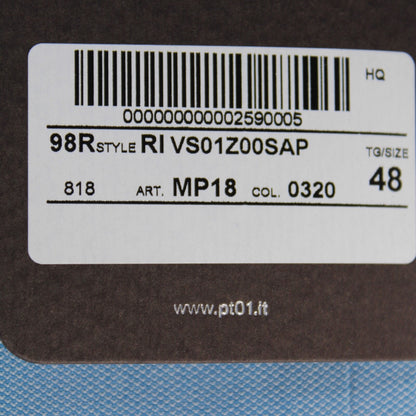 HQ
000000000002590005
98R STYLE RI VS01Z00SAP
TG/SIZE
818 ART. MP18 COL. 0320 48
www.pt01.it